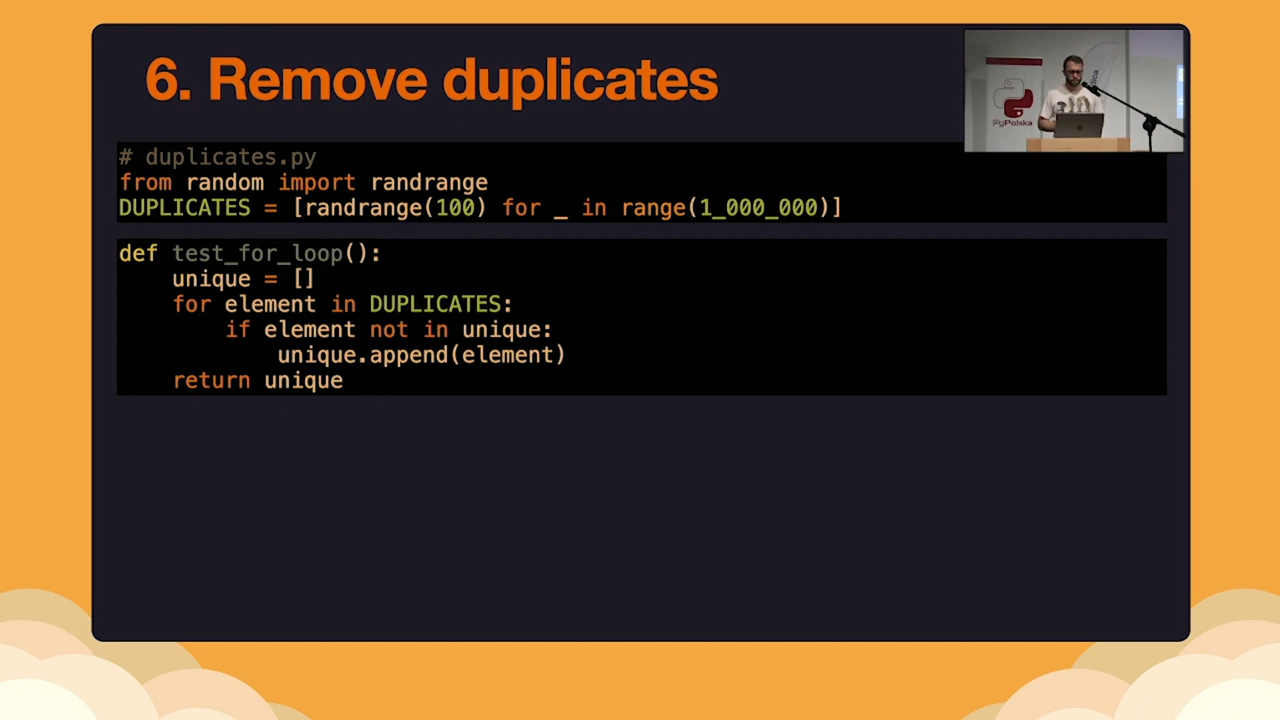 6. Remove duplicates
# duplicates.py
from random import randrange
DUPLICATES = [randrange(100) for _ in range(1_000_000)]
def test_for_loop():
    unique = []
    for element in DUPLICATES:
        if element not in unique:
            unique.append(element)
    return unique
PyPolska